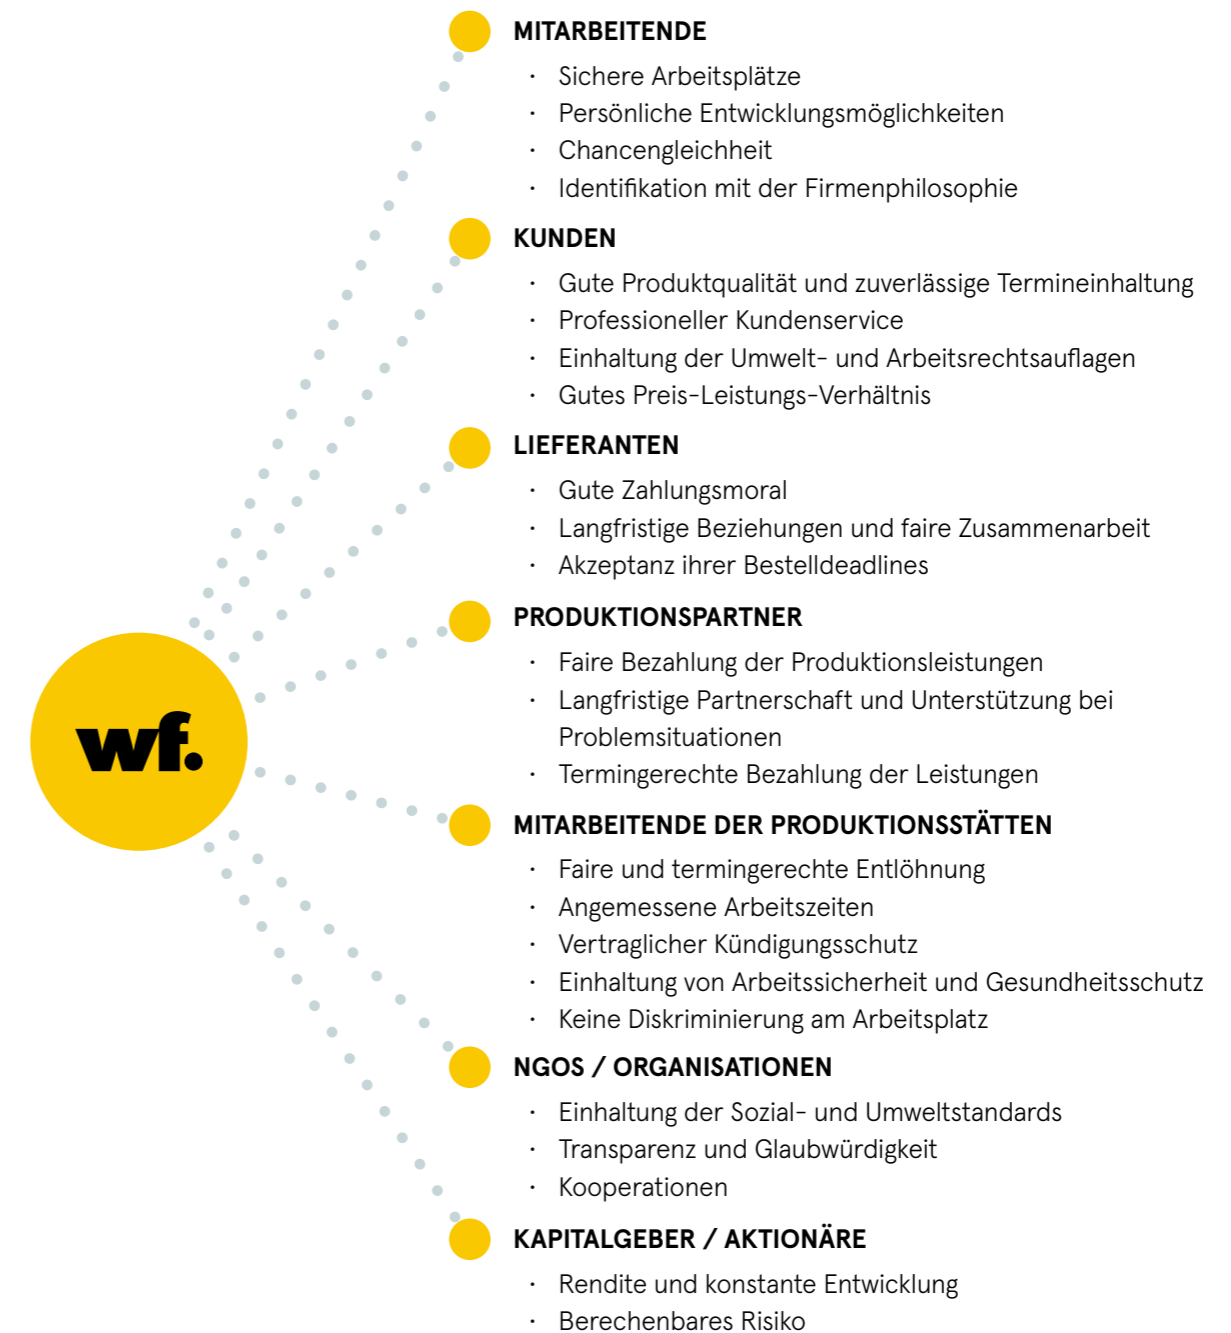 MITARBEITENDE
· Sichere Arbeitsplätze
· Persönliche Entwicklungsmöglichkeiten
· Chancengleichheit
· Identifikation mit der Firmenphilosophie
KUNDEN
· Gute Produktqualität und zuverlässige Termineinhaltung
· Professioneller Kundenservice
· Einhaltung der Umwelt- und Arbeitsrechtsauflagen
· Gutes Preis-Leistungs-Verhältnis
LIEFERANTEN
· Gute Zahlungsmoral
· Langfristige Beziehungen und faire Zusammenarbeit
· Akzeptanz ihrer Bestelldeadlines
PRODUKTIONSPARTNER
· Faire Bezahlung der Produktionsleistungen
· Langfristige Partnerschaft und Unterstützung bei
Problemsituationen
· Termingerechte Bezahlung der Leistungen
wf.
MITARBEITENDE DER PRODUKTIONSSTÄTTEN
· Faire und termingerechte Entlöhnung
· Angemessene Arbeitszeiten
· Vertraglicher Kündigungsschutz
· Einhaltung von Arbeitssicherheit und Gesundheitsschutz
· Keine Diskriminierung am Arbeitsplatz
NGOS / ORGANISATIONEN
· Einhaltung der Sozial- und Umweltstandards
· Transparenz und Glaubwürdigkeit
· Kooperationen
KAPITALGEBER / AKTIONÄRE
· Rendite und konstante Entwicklung
· Berechenbares Risiko